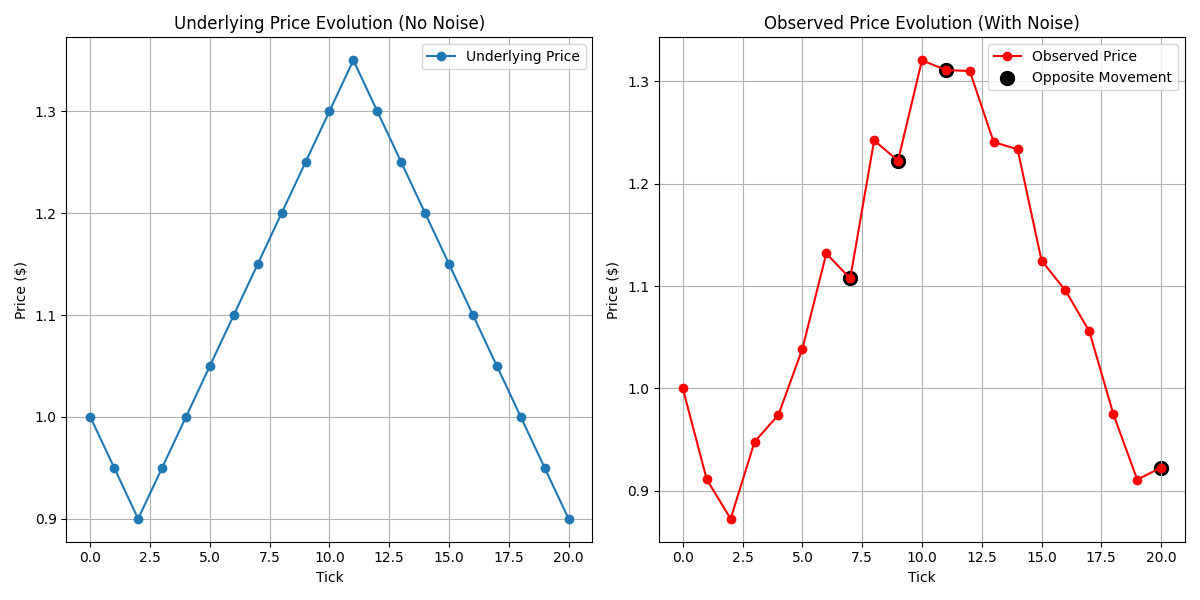 Underlying Price Evolution (No Noise)
Underlying Price
Price ($)
1.3
1.2
1.1
1.0
0.9
0.0 2.5 5.0 7.5 10.0 12.5 15.0 17.5 20.0
Tick
Observed Price Evolution (With Noise)
Observed Price
Opposite Movement
Price ($)
1.3
1.2
1.1
1.0
0.9
0.0 2.5 5.0 7.5 10.0 12.5 15.0 17.5 20.0
Tick